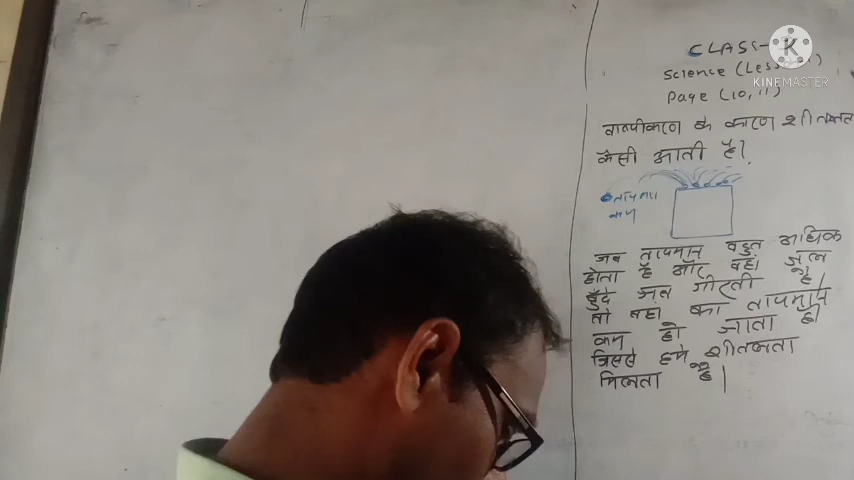 CLASS-
K
Science (Less
KINEMASTER
Page (10, 11)
वाष्पीकरण के कारण शीतलता
कैसी आती है?
तापमान
कम
जब तापमान बहुत अधिक
होता है और वहां जल
बुँदे जब गीरती है।
तो वहा का तापमान
कम हो जाता है।
जिससे हमे शीतलता
मिलता है।